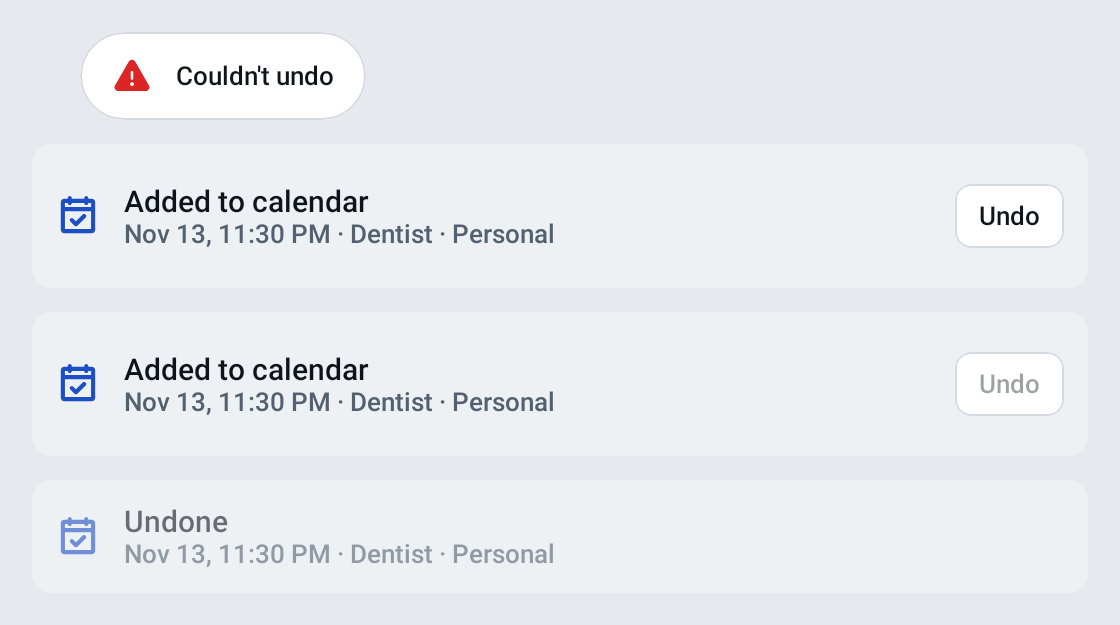 Couldn't undo
Added to calendar
Nov 13, 11:30 PM · Dentist · Personal
Undo
Added to calendar
Nov 13, 11:30 PM · Dentist · Personal
Undo
Undone
Nov 13, 11:30 PM · Dentist · Personal